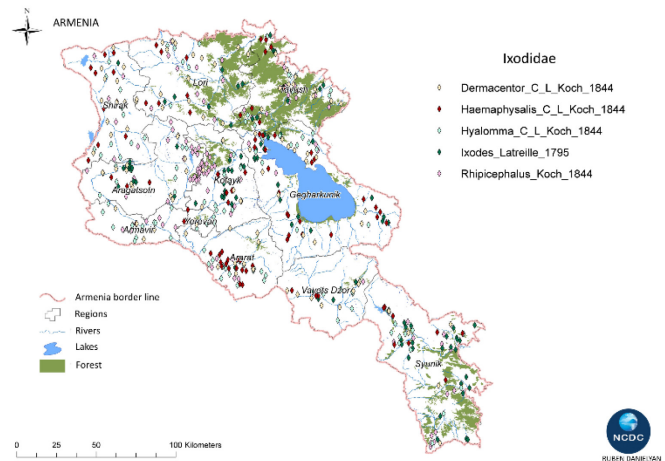 ARMENIA
Ixodidae
Dermacentor_C_L_Koch_1844
Haemaphysalis_C_L_Koch_1844
Hyalomma_C_L_Koch_1844
Ixodes_Latreille_1795
Rhipicephalus_Koch_1844
Lori
Tavush
Shirak
Aragatsotn
Kotayk
Gegharkunik
Armavir
Yerevan
Ararat
Vayots Dzor
Syunik
Armenia border line
Regions
Rivers
Lakes
Forest
0 25 50 100 Kilometers
NCDC
RUBEN DANIELYAN